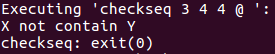 Executing 'checkseq 3 4 4 @ ':
X not contain Y
checkseq: exit(0)